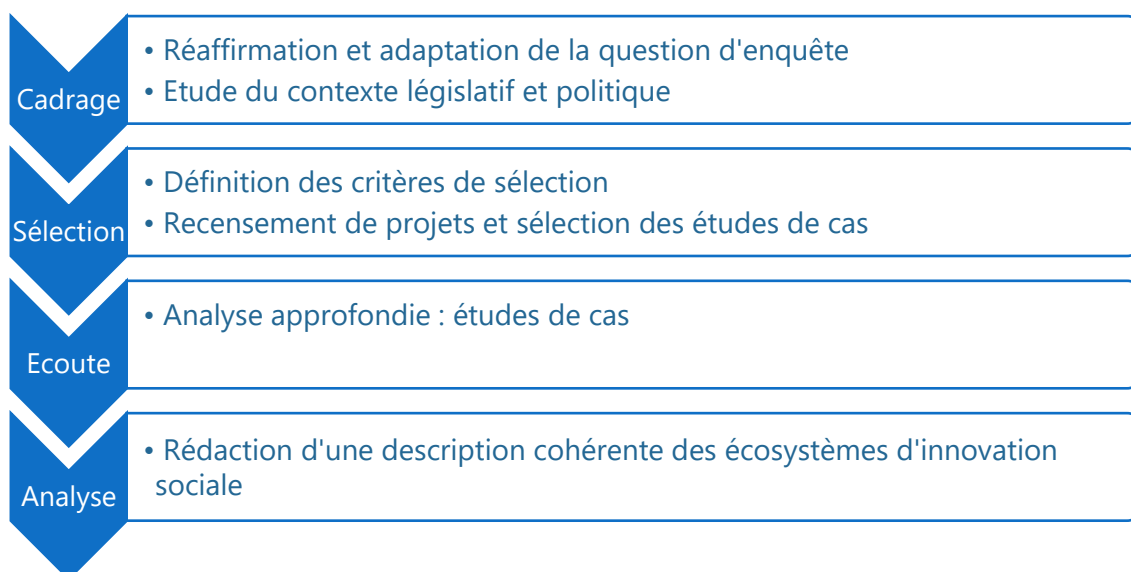 Cadrage
• Réaffirmation et adaptation de la question d'enquête
• Etude du contexte législatif et politique
Sélection
• Définition des critères de sélection
• Recensement de projets et sélection des études de cas
Ecoute
• Analyse approfondie : études de cas
Analyse
• Rédaction d'une description cohérente des écosystèmes d'innovation
sociale